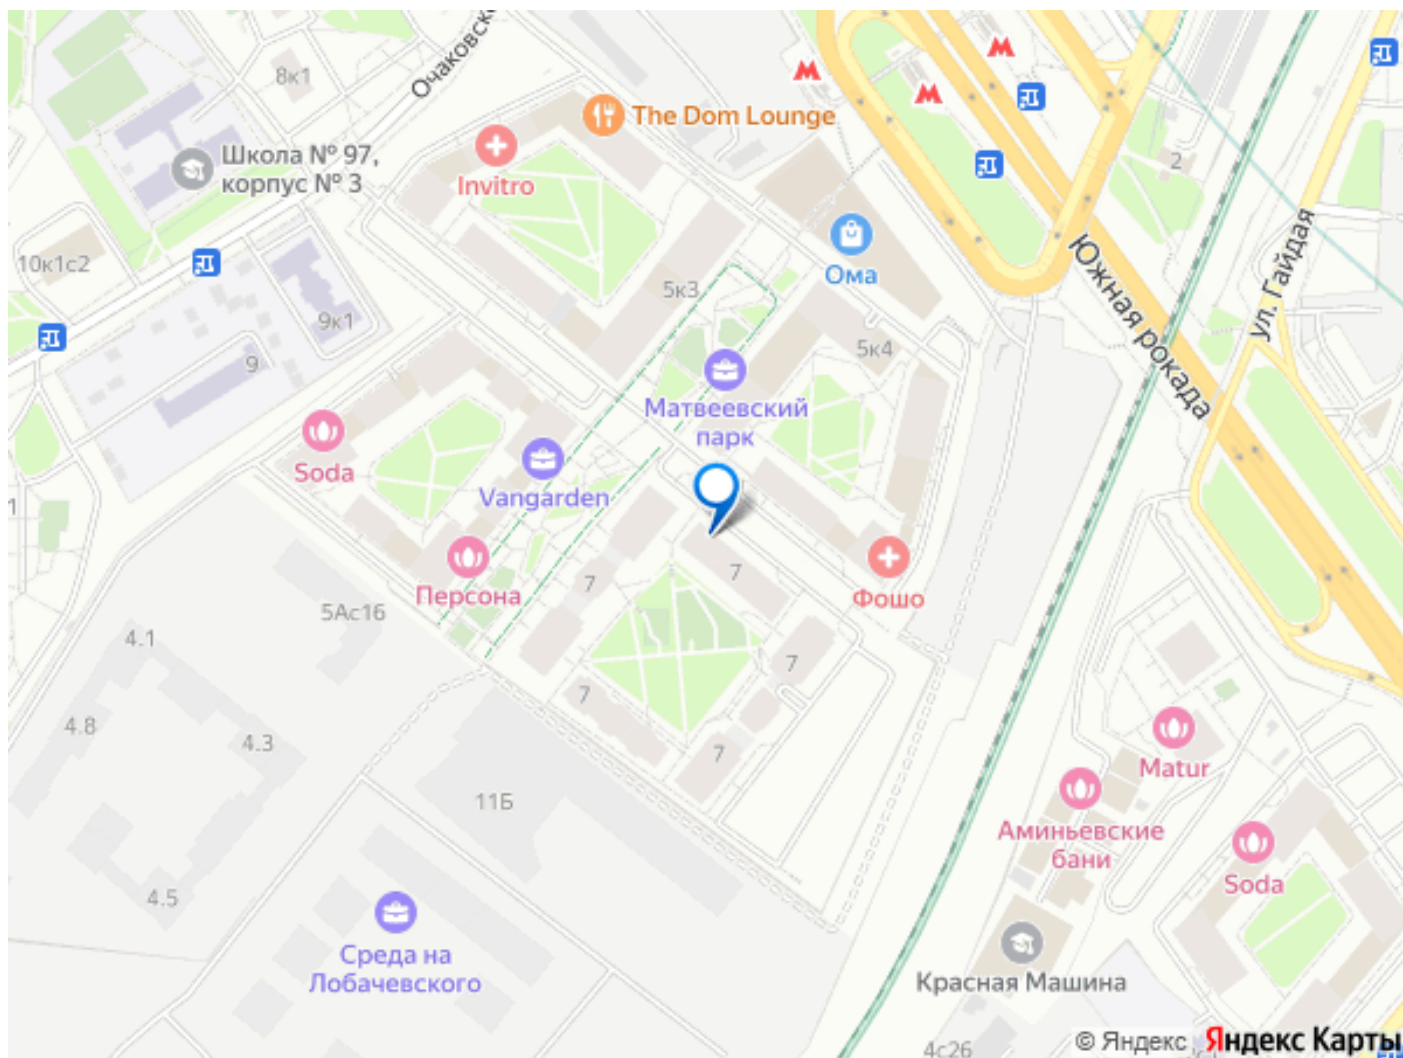 Очаковско
8к1
The Dom Lounge
Школа № 97,
корпус № 3
Invitro
2
10к1с2
Ома
ул. Гайдая
Южная рокада
5к3
9к1
5к4
9
Матвеевский
парк
Soda
Vangarden
1
7
7
Персона
Фошо
5Ас16
4.1
7
7
4.8
4.3
7
Matur
11Б
Аминьевские
бани
Soda
4.5
Среда на
Лобачевского
Красная Машина
4с26
© Яндекс
Яндекс Карты